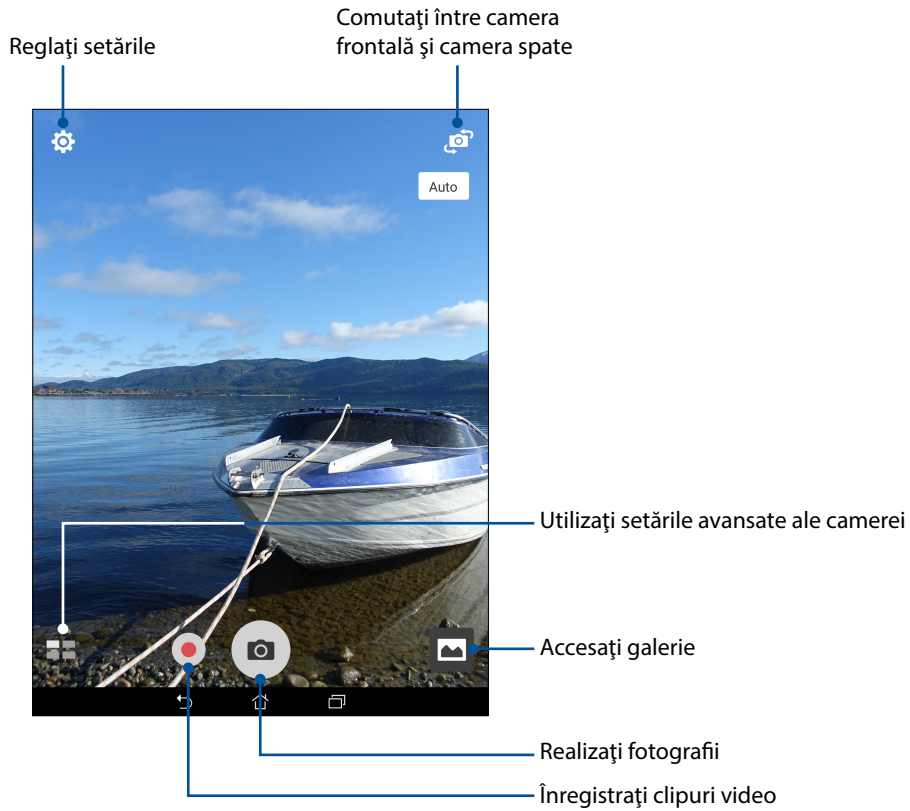 Comutaţi între camera
frontală şi camera spate
Reglaţi setările
Auto
Utilizaţi setările avansate ale camerei
Accesaţi galerie
Realizaţi fotografii
Înregistraţi clipuri video